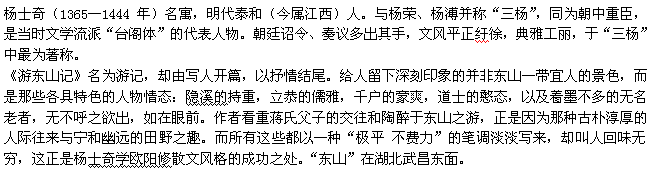 杨士奇（1365—1444 年）名寓，明代泰和（今属江西）人。与杨荣、杨溥并称“三杨”，同为朝中重臣，
是当时文学流派“台阁体”的代表人物。朝廷诏令、奏议多出其手，文风平正纡徐，典雅工丽，于“三杨”
中最为著称。
《游东山记》名为游记，却由写人开篇，以抒情结尾。给人留下深刻印象的并非东山一带宜人的景色，而
是那些各具特色的人物情态：隐溪的持重，立恭的儒雅，千户的豪爽，道士的憨态，以及着墨不多的无名
老者，无不呼之欲出，如在眼前。作者看重蒋氏父子的交往和陶醉于东山之游，正是因为那种古朴淳厚的
人际往来与宁和幽远的田野之趣。而所有这些都以一种“极平 不费力”的笔调淡淡写来，却叫人回味无
穷，这正是杨士奇学欧阳修散文风格的成功之处。“东山”在湖北武昌东面。